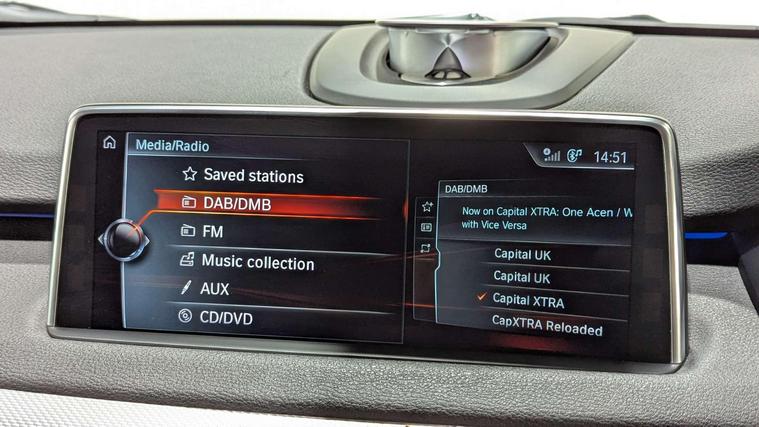 Media/Radio
Saved stations
DAB/DMB
FM
Music collection
AUX
CD/DVD
14:51
DAB/DMB
Now on Capital XTRA: One Acen / W
with Vice Versa
Capital UK
Capital UK
Capital XTRA
CapXTRA Reloaded